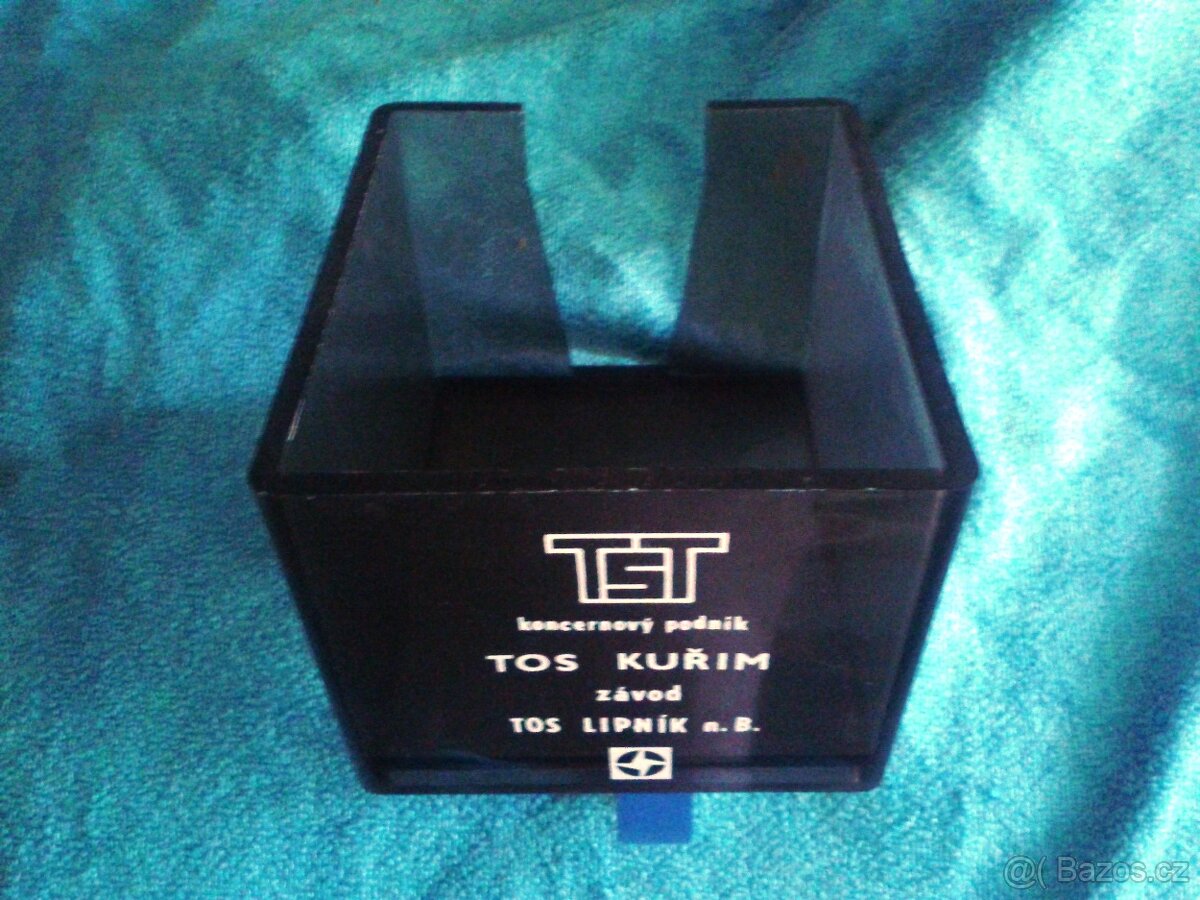 TST
koncernový podnik
TOS KUŘIM
závod
TOS LIPNÍK n. B.
@( Bazos.cz